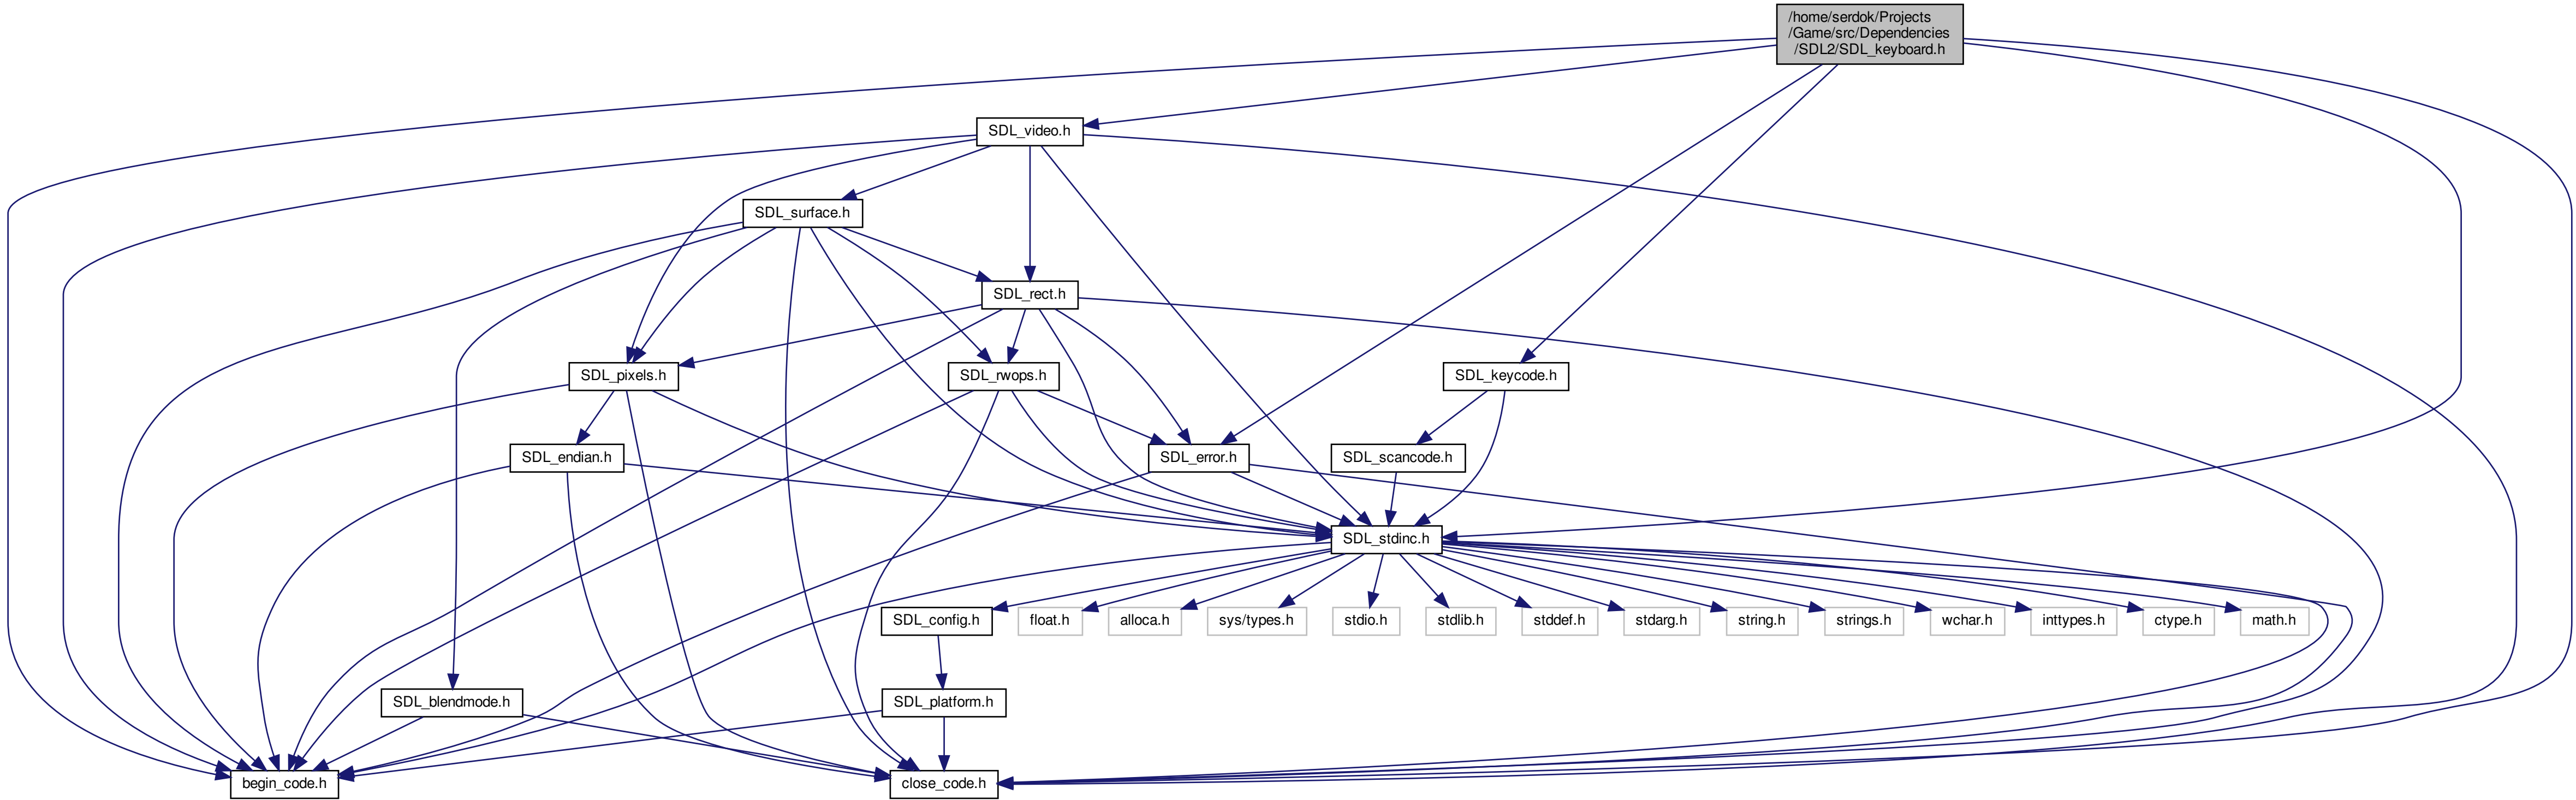 /home/serdok/Projects
/Game/src/Dependencies
/SDL2/SDL_keyboard.h
SDL_video.h
SDL_surface.h
SDL_rect.h
SDL_pixels.h
SDL_rwops.h
SDL_keycode.h
SDL_endian.h
SDL_error.h
SDL_scancode.h
SDL_stdinc.h
SDL_config.h
float.h
alloca.h
sys/types.h
stdio.h
stdlib.h
stddef.h
stdarg.h
string.h
strings.h
wchar.h
inttypes.h
ctype.h
math.h
SDL_blendmode.h
SDL_platform.h
begin_code.h
close_code.h